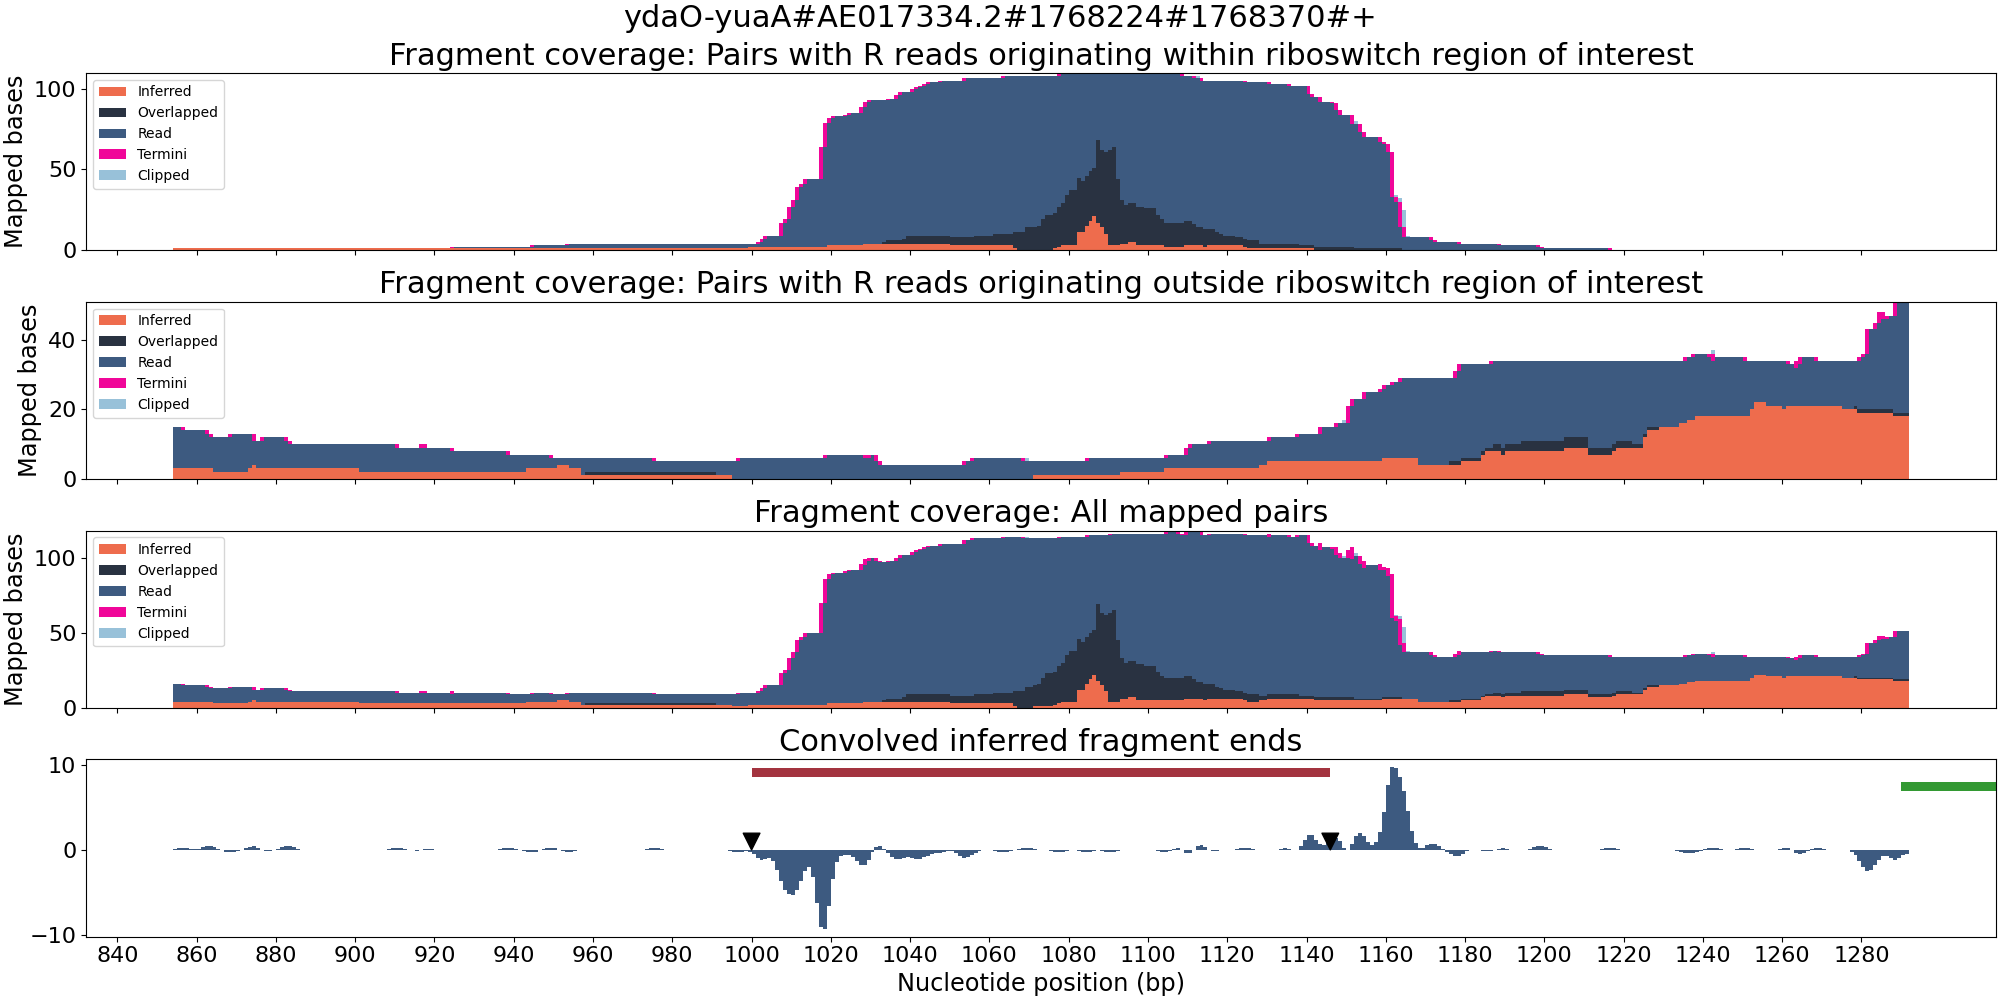 ydaO-yuaA#AE017334.2#1768224#1768370#+
Fragment coverage: Pairs with R reads originating within riboswitch region of interest
Mapped bases
100
50
0
Inferred
Overlapped
Read
Termini
Clipped
Fragment coverage: Pairs with R reads originating outside riboswitch region of interest
Mapped bases
40
20
0
Inferred
Overlapped
Read
Termini
Clipped
Fragment coverage: All mapped pairs
Mapped bases
100
50
0
Inferred
Overlapped
Read
Termini
Clipped
Convolved inferred fragment ends
10
0
−10
840 860 880 900 920 940 960 980 1000 1020 1040 1060 1080 1100 1120 1140 1160 1180 1200 1220 1240 1260 1280
Nucleotide position (bp)